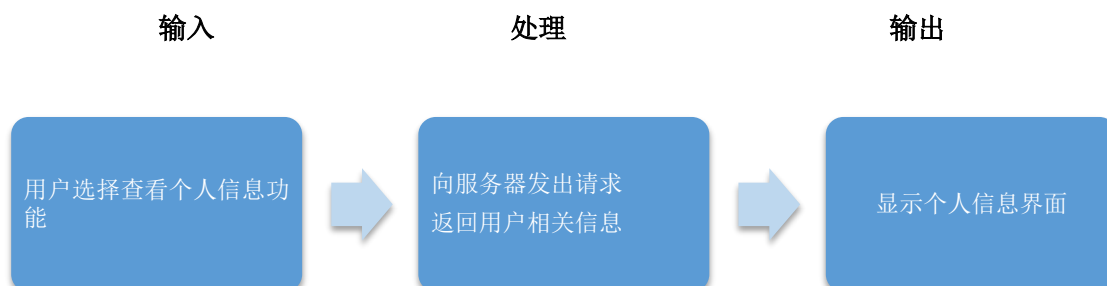 输入
处理
输出
用户选择查看个人信息功
能
向服务器发出请求
返回用户相关信息
显示个人信息界面